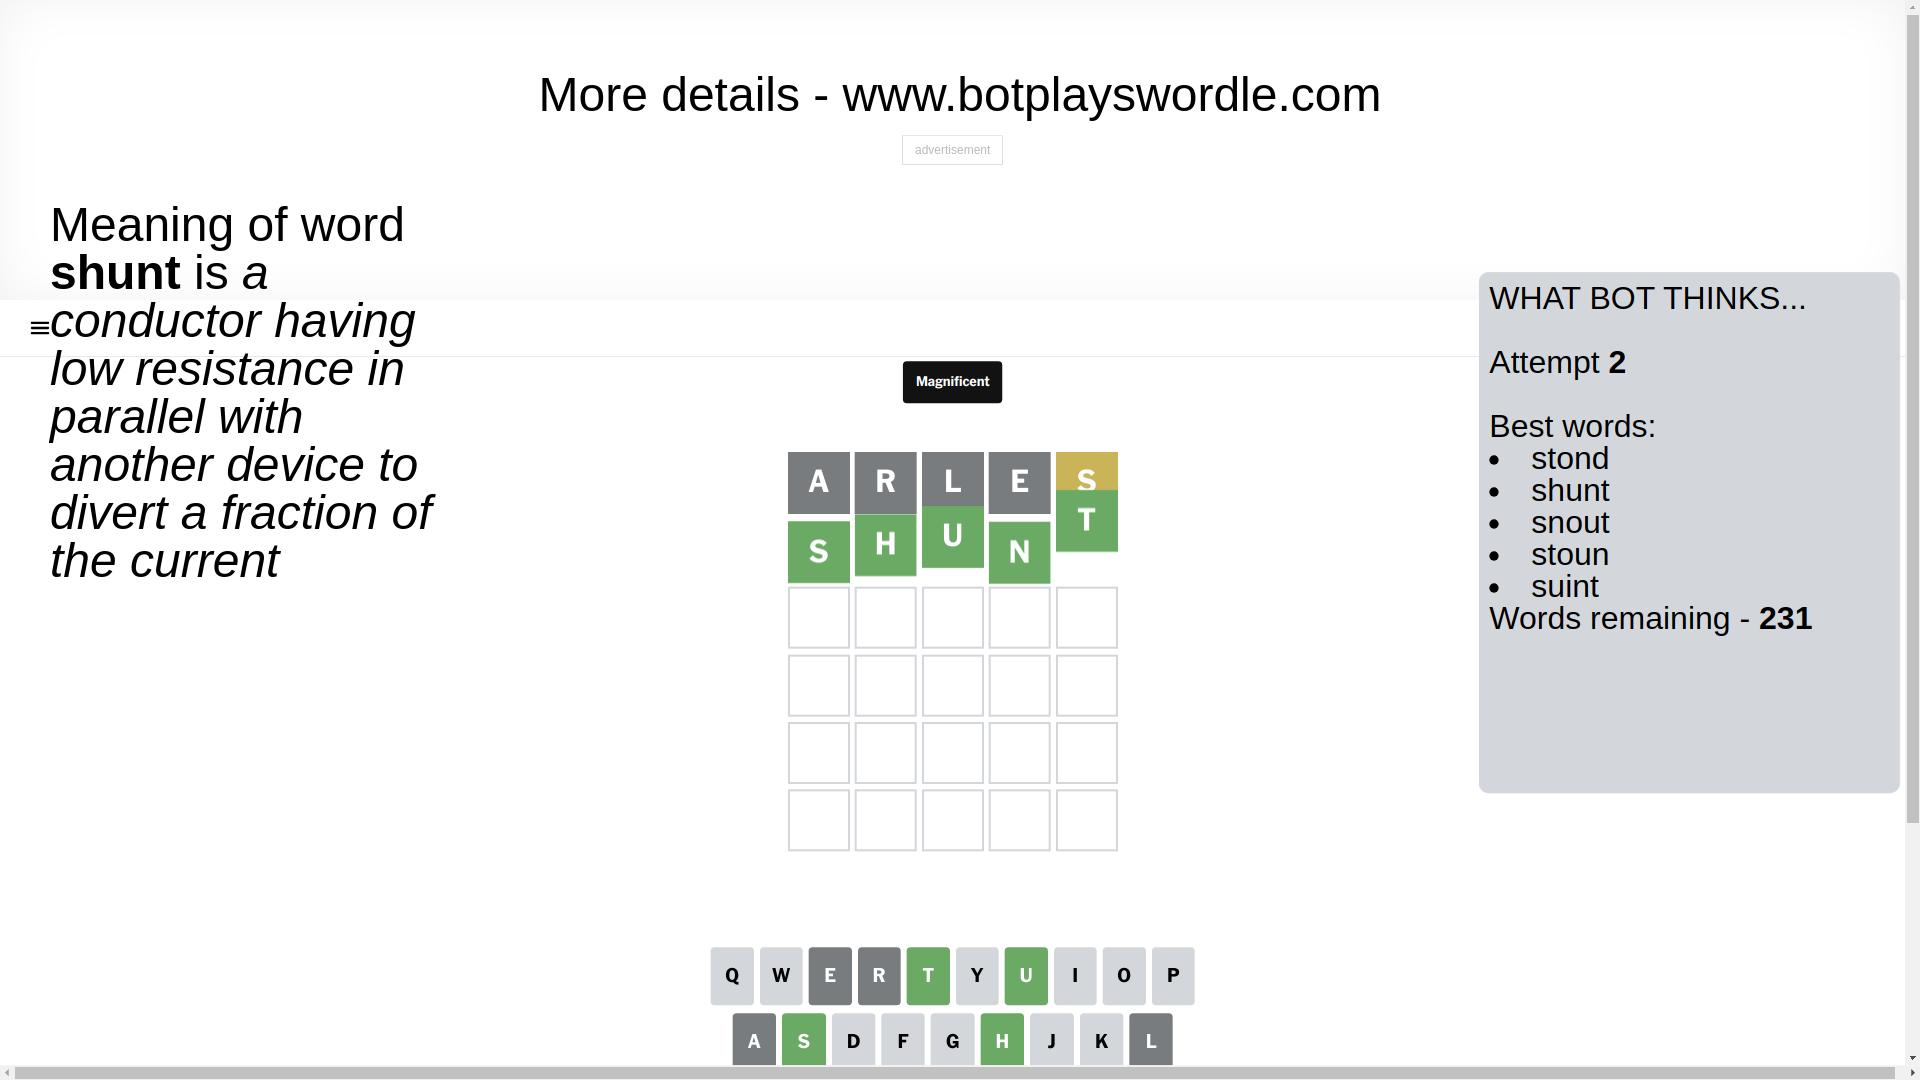 More details - www.botplayswordle.com
advertisement
Meaning of word
shunt is a
conductor having
low resistance in
parallel with
another device to
divert a fraction of
the current
Magnificent
A R L E S
S H U N T
WHAT BOT THINKS...
Attempt 2
Best words:
• stond
• shunt
• snout
• stoun
• suint
Words remaining - 231
Q W E R T Y U I O P
A S D F G H J K L